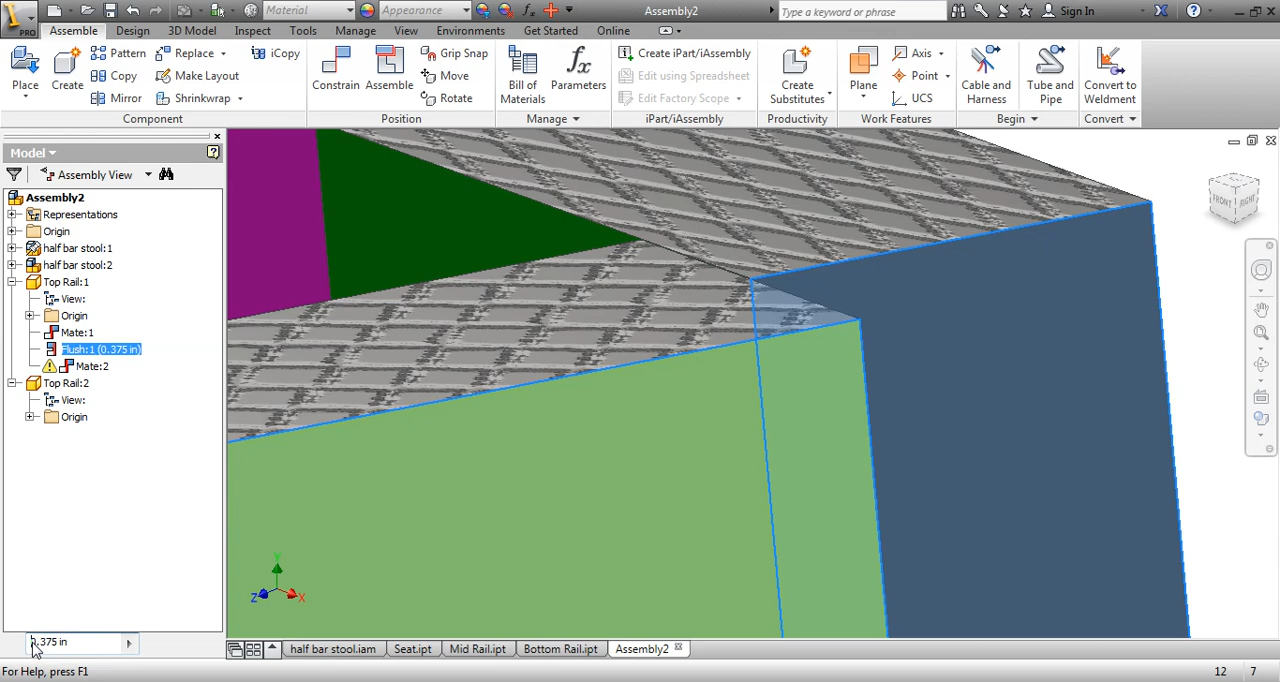 Material
Appearance
Assembly2
Type a keyword or phrase
Sign In
PRO
Assemble
Design
3D Model
Inspect
Tools
Manage
View
Environments
Get Started
Online
Place
Create
Pattern
Copy
Mirror
Replace
Make Layout
Shrinkwrap
iCopy
Component
Constrain
Assemble
Grip Snap
Move
Rotate
Position
Bill of
Materials
Parameters
Manage
Create iPart/iAssembly
Edit using Spreadsheet
Edit Factory Scope
iPart/iAssembly
Create
Substitutes
Productivity
Plane
Axis
Point
UCS
Work Features
Cable and
Harness
Tube and
Pipe
Begin
Convert to
Weldment
Convert
Model
Assembly View
Assembly2
Representations
Origin
half bar stool:1
half bar stool:2
Top Rail:1
View:
Origin
Mate:1
Flush:1 (0.375 in)
Mate:2
Top Rail:2
View:
Origin
FRONT
RIGHT
Y
Z
X
0.375 in
half bar stool.iam
Seat.ipt
Mid Rail.ipt
Bottom Rail.ipt
Assembly2
For Help, press F1
12
7